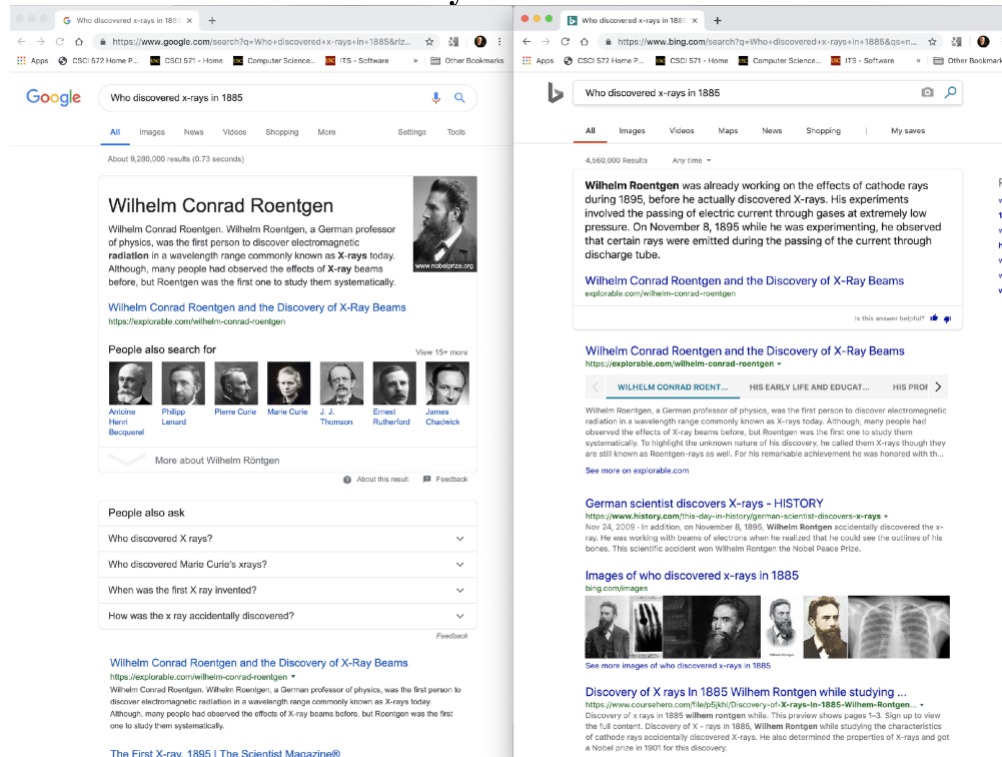 Who discovered x-rays in 188
https://www.google.com/search?q=Who+discovered+x-rays+in+1885&rlz...
Apps CSCI 572 Home P... CSCI 571 - Home Computer Science... ITS - Software » Other Bookmarks
Google
Who discovered x-rays in 1885
All Images News Videos Shopping More Settings Tools
About 9,280,000 results (0.73 seconds)
Wilhelm Conrad Roentgen
Wilhelm Conrad Roentgen. Wilhelm Roentgen, a German professor
of physics, was the first person to discover electromagnetic
radiation in a wavelength range commonly known as X-rays today.
Although, many people had observed the effects of X-ray beams
before, but Roentgen was the first one to study them systematically.
www.nobelprize.org
Wilhelm Conrad Roentgen and the Discovery of X-Ray Beams
https://explorable.com/wilhelm-conrad-roentgen
People also search for View 15+ more
Antoine Henri Becquerel
Philipp Lenard
Pierre Curie
Marie Curie
J. J. Thomson
Ernest Rutherford
James Chadwick
More about Wilhelm Röntgen
About this result Feedback
People also ask
Who discovered X rays?
Who discovered Marie Curie's xrays?
When was the first X ray invented?
How was the x ray accidentally discovered?
Feedback
Wilhelm Conrad Roentgen and the Discovery of X-Ray Beams
https://explorable.com/wilhelm-conrad-roentgen
Wilhelm Conrad Roentgen. Wilhelm Roentgen, a German professor of physics, was the first person to
discover electromagnetic radiation in a wavelength range commonly known as X-rays today.
Although, many people had observed the effects of X-ray beams before, but Roentgen was the first
one to study them systematically.
The First X-ray, 1895 | The Scientist Magazine®
Who discovered x-rays in 188
https://www.bing.com/search?q=Who+discovered+x-rays+in+1885&qs=n...
Apps CSCI 572 Home P... CSCI 571 - Home Computer Science... ITS - Software » Other Bookmark
Who discovered x-rays in 1885
All Images Videos Maps News Shopping | My saves
4,560,000 Results Any time
Wilhelm Roentgen was already working on the effects of cathode rays
during 1895, before he actually discovered X-rays. His experiments
involved the passing of electric current through gases at extremely low
pressure. On November 8, 1895 while he was experimenting, he observed
that certain rays were emitted during the passing of the current through
discharge tube.
Wilhelm Conrad Roentgen and the Discovery of X-Ray Beams
explorable.com/wilhelm-conrad-roentgen
Is this answer helpful?
Wilhelm Conrad Roentgen and the Discovery of X-Ray Beams
https://explorable.com/wilhelm-conrad-roentgen
WILHELM CONRAD ROENT... HIS EARLY LIFE AND EDUCAT... HIS PROF
Wilhelm Roentgen, a German professor of physics, was the first person to discover electromagnetic
radiation in a wavelength range commonly known as X-rays today. Although, many people had
observed the effects of X-ray beams before, but Roentgen was the first one to study them
systematically. To highlight the unknown nature of his discovery, he called them X-rays though they
are still known as Roentgen-rays as well. For his remarkable achievement he was honored with th...
See more on explorable.com
German scientist discovers X-rays - HISTORY
https://www.history.com/this-day-in-history/german-scientist-discovers-x-rays
Nov 24, 2009 - In addition, on November 8, 1895, Wilhelm Rontgen accidentally discovered the x-
ray. He was working with beams of electrons when he realized that he could see the outlines of his
bones. This scientific accident won Wilhelm Rontgen the Nobel Peace Prize.
Images of who discovered x-rays in 1885
bing.com/images
See more images of who discovered x-rays in 1885
Discovery of X rays In 1885 Wilhem Rontgen while studying ...
https://www.coursehero.com/file/p5jkhl/Discovery-of-X-rays-In-1885-Wilhem-Rontgen...
Discovery of x rays in 1885 wilhem rontgen while. This preview shows pages 1–3. Sign up to view
the full content. Discovery of X - rays In 1885, Wilhem Rontgen while studying the characteristics
of cathode rays accidentally discovered X-rays. He also determined the properties of X-rays and got
a Nobel prize in 1901 for this discovery.